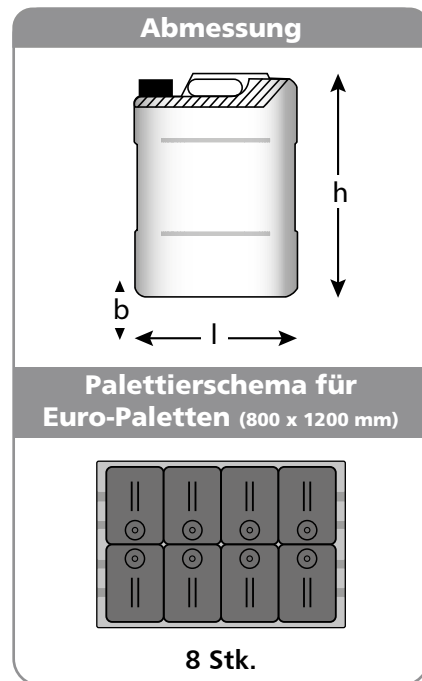 Abmessung
h
b
l
Palettierschema für
Euro-Paletten (800 x 1200 mm)
8 Stk.